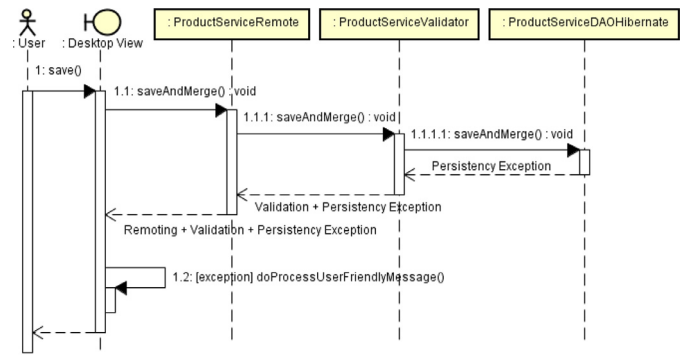 : User
: Desktop View
: ProductServiceRemote
: ProductServiceValidator
: ProductServiceDAOHibernate
1: save()
1.1: saveAndMerge() : void
1.1.1: saveAndMerge() : void
1.1.1.1: saveAndMerge() : void
Persistency Exception
Validation + Persistency Exception
Remoting + Validation + Persistency Exception
1.2: [exception] doProcessUserFriendlyMessage()